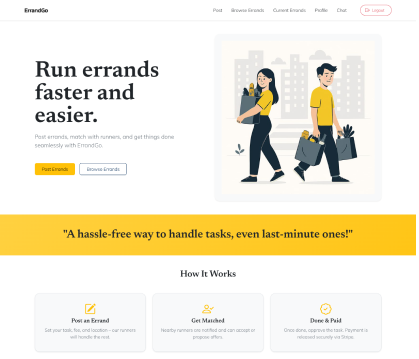 ErrandGo
Post Browse Errands Current Errands Profile Chat Logout
Run errands
faster and
easier.
Post errands, match with runners, and get things done
seamlessly with ErrandGo
Post Errands Browse Errands
"A hassle-free way to handle tasks, even last-minute ones!"
How It Works
Post an Errand
Set your task, fee, and location - our runners
will handle the rest.
Get Matched
Nearby runners are notified and can accept or
propose offers.
Done & Paid
Once done, approve the task. Payment is
released securely via Stripe.